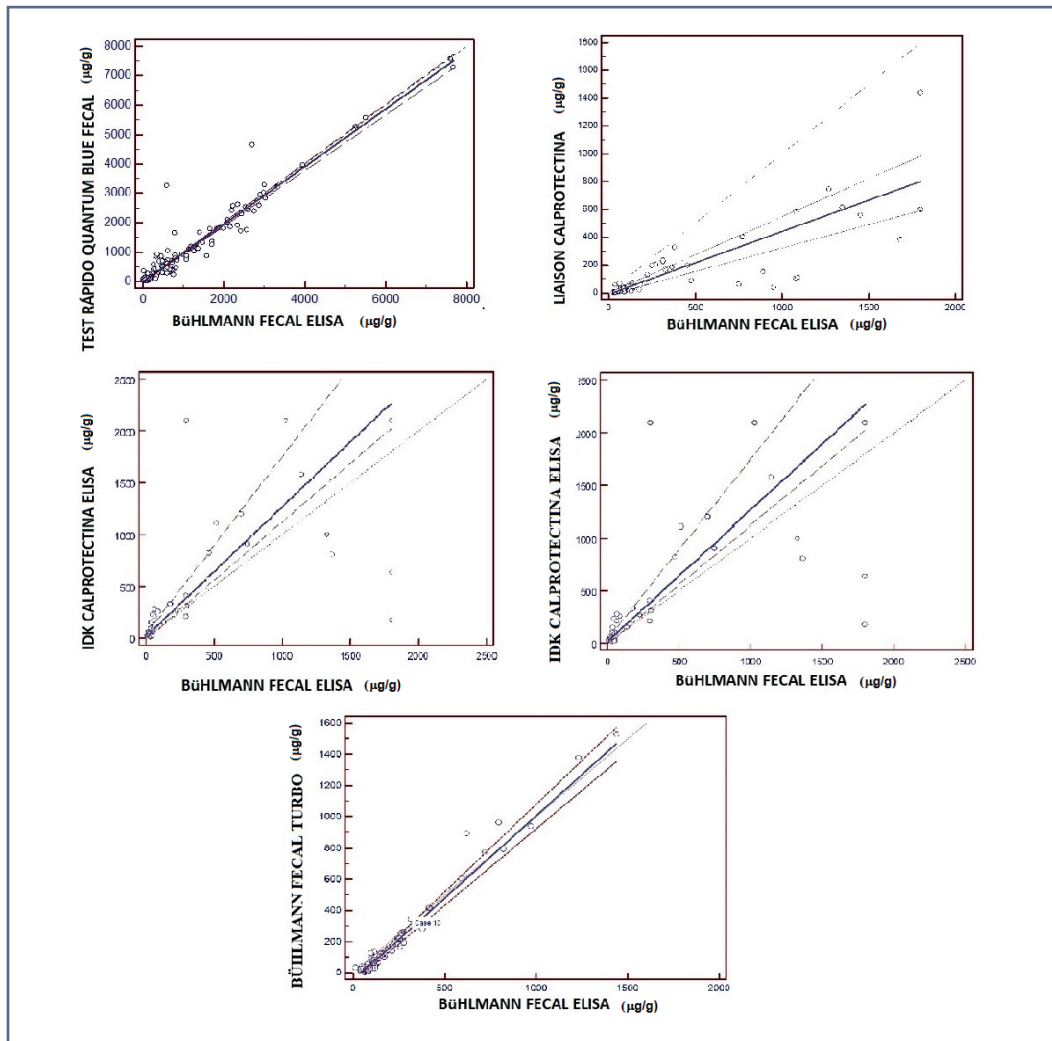 TEST RÁPIDO QUANTUM BLUE FECAL (µg/g)
8000
7000
6000
5000
4000
3000
2000
1000
0
0 2000 4000 6000 8000
BüHLMANN FECAL ELISA (µg/g)
LIAISON CALPROTECTINA (µg/g)
1400
1200
1000
800
600
400
200
0
0 500 1000 1500 2000
BüHLMANN FECAL ELISA (µg/g)
IDK CALPROTECTINA ELISA (µg/g)
2000
1500
1000
500
0
0 500 1000 1500 2000 2500
BüHLMANN FECAL ELISA (µg/g)
IDK CALPROTECTINA ELISA (µg/g)
2500
2000
1500
1000
500
0
0 500 1000 1500 2000 2500
BüHLMANN FECAL ELISA (µg/g)
BÜHLMANN FECAL TURBO (µg/g)
1600
1400
1200
1000
800
600
400
200
0
Case 10
0 500 1000 1500 2000
BüHLMANN FECAL ELISA (µg/g)